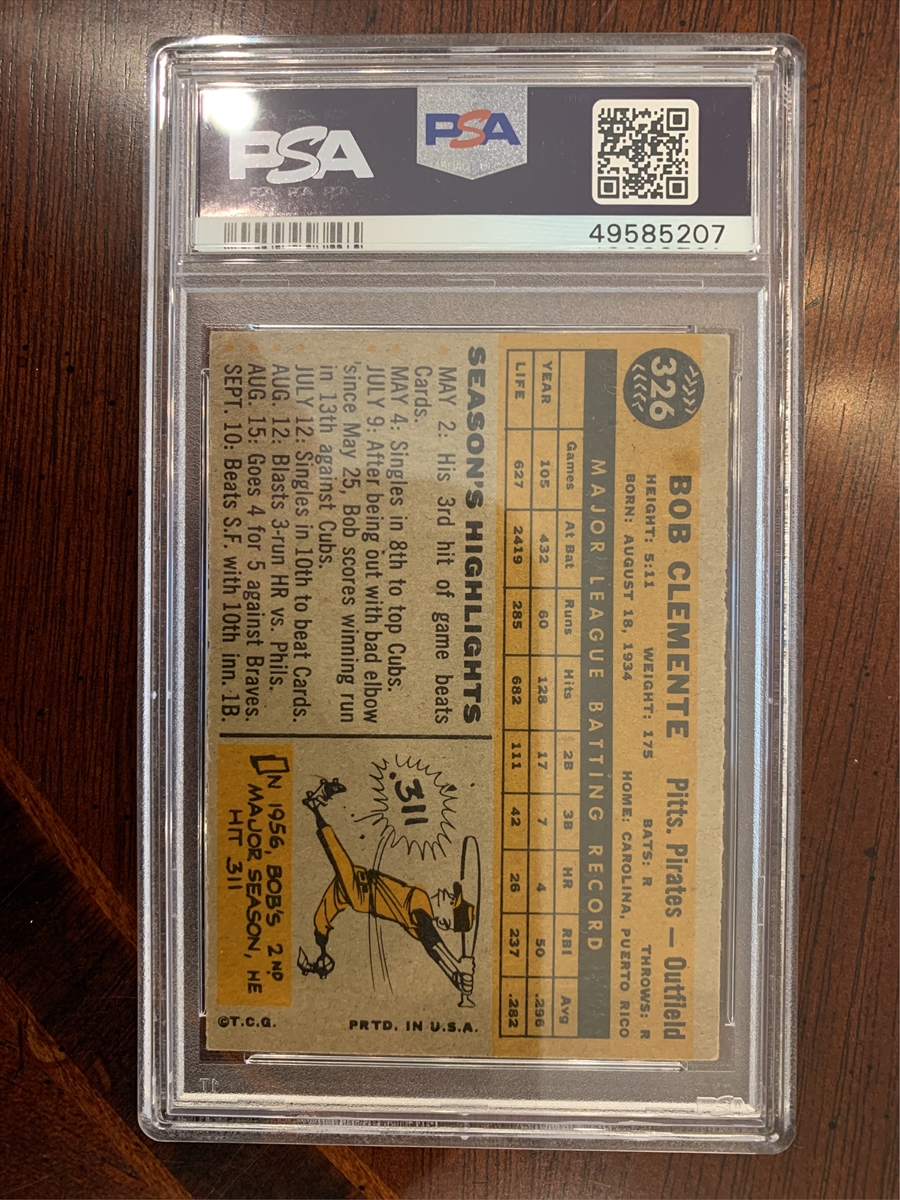 PSA
PSA
49585207
326
BOB CLEMENTE Pitts. Pirates — Outfield
HEIGHT: 5:11 WEIGHT: 175 BATS: R THROWS: R
BORN: AUGUST 18, 1934 HOME: CAROLINA, PUERTO RICO
MAJOR LEAGUE BATTING RECORD
Games At Bat Runs Hits 2B 3B HR RBI Avg
YEAR 105 432 60 128 17 7 4 50 .296
LIFE 627 2419 285 682 111 42 26 237 .282
SEASON'S HIGHLIGHTS
MAY 2: His 3rd hit of game beats
Cards.
MAY 4: Singles in 8th to top Cubs.
JULY 9: After being out with bad elbow
'since May 25, Bob scores winning run
in 13th against Cubs.
JULY 12: Singles in 10th to beat Cards.
AUG. 12: Blasts 3-run HR vs. Phils.
AUG. 15: Goes 4 for 5 against Braves.
SEPT. 10: Beats S.F. with 10th inn. 1B.
.311
IN 1956, BOB'S 2ND
MAJOR SEASON, HE
HIT .311
©T.C.G. PRTD. IN U.S.A.